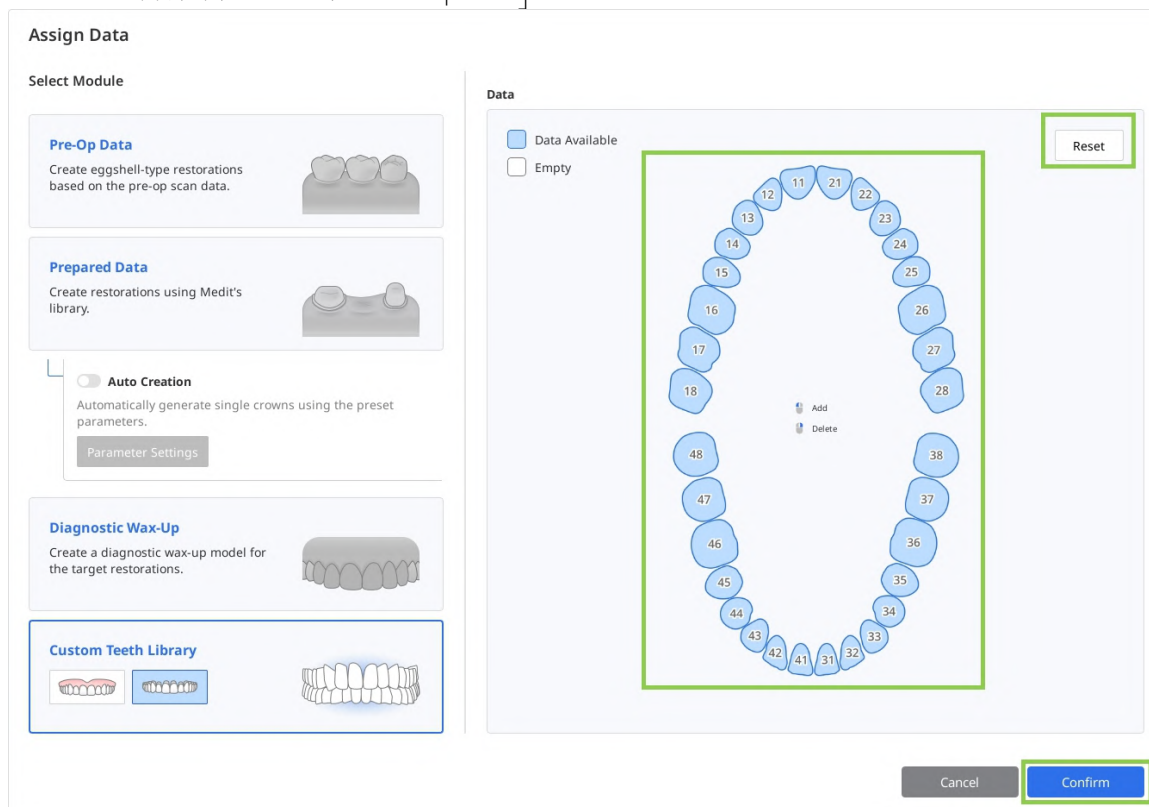 Assign Data
Select Module
Pre-Op Data
Create eggshell-type restorations
based on the pre-op scan data.
Prepared Data
Create restorations using Medit's
library.
Auto Creation
Automatically generate single crowns using the preset
parameters.
Parameter Settings
Diagnostic Wax-Up
Create a diagnostic wax-up model for
the target restorations.
Custom Teeth Library
Data
Data Available
Empty
Reset
11 21
12 22
13 23
14 24
15 25
16 26
17 27
18 28
Add
Delete
48 38
47 37
46 36
45 35
44 34
43 33
42 41 31 32
Cancel
Confirm